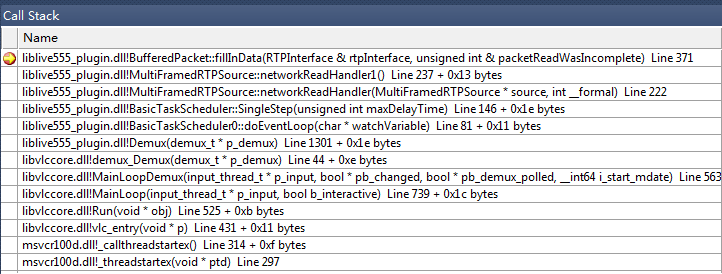 Call Stack
Name
liblive555_plugin.dll!BufferedPacket::fillInData(RTPInterface & rtpInterface, unsigned int & packetReadWasIncomplete) Line 371
liblive555_plugin.dll!MultiFramedRTPSource::networkReadHandler1() Line 237 + 0x13 bytes
liblive555_plugin.dll!MultiFramedRTPSource::networkReadHandler(MultiFramedRTPSource * source, int __formal) Line 222
liblive555_plugin.dll!BasicTaskScheduler::SingleStep(unsigned int maxDelayTime) Line 146 + 0x1e bytes
liblive555_plugin.dll!BasicTaskScheduler0::doEventLoop(char * watchVariable) Line 81 + 0x11 bytes
liblive555_plugin.dll!Demux(demux_t * p_demux) Line 1301 + 0x1e bytes
libvlccore.dll!demux_Demux(demux_t * p_demux) Line 44 + 0xe bytes
libvlccore.dll!MainLoopDemux(input_thread_t * p_input, bool * pb_changed, bool * pb_demux_polled, __int64 i_start_mdate) Line 563
libvlccore.dll!MainLoop(input_thread_t * p_input, bool b_interactive) Line 739 + 0x1c bytes
libvlccore.dll!Run(void * obj) Line 525 + 0xb bytes
libvlccore.dll!vlc_entry(void * p) Line 431 + 0x11 bytes
msvcr100d.dll!_callthreadstartex() Line 314 + 0xf bytes
msvcr100d.dll!_threadstartex(void * ptd) Line 297